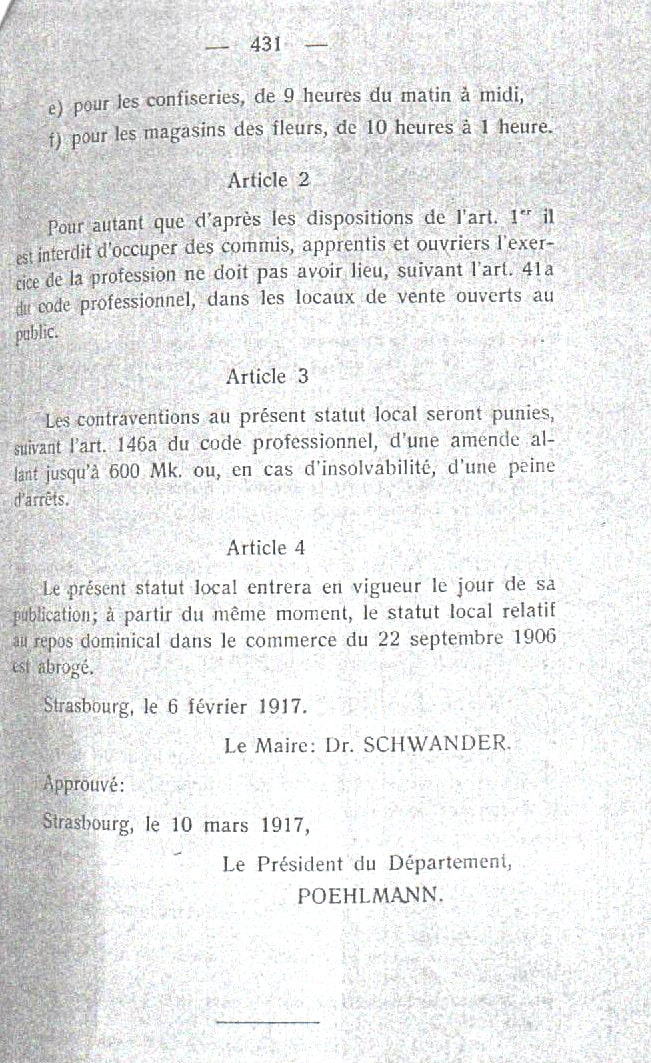 — 431 —
e) pour les confiseries, de 9 heures du matin à midi,
f) pour les magasins des fleurs, de 10 heures à 1 heure.
Article 2
Pour autant que d'après les dispositions de l'art. 1er il
est interdit d'occuper des commis, apprentis et ouvriers l'exer-
cice de la profession ne doit pas avoir lieu, suivant l'art. 41a
du code professionnel, dans les locaux de vente ouverts au
public.
Article 3
Les contraventions au présent statut local seront punies,
suivant l'art. 146a du code professionnel, d'une amende al-
lant jusqu'à 600 Mk. ou, en cas d'insolvabilité, d'une peine
d'arrêts.
Article 4
Le présent statut local entrera en vigueur le jour de sa
publication; à partir du même moment, le statut local relatif
au repos dominical dans le commerce du 22 septembre 1906
est abrogé.
Strasbourg, le 6 février 1917.
Le Maire: Dr. SCHWANDER.
Approuvé:
Strasbourg, le 10 mars 1917,
Le Président du Département,
POEHLMANN.